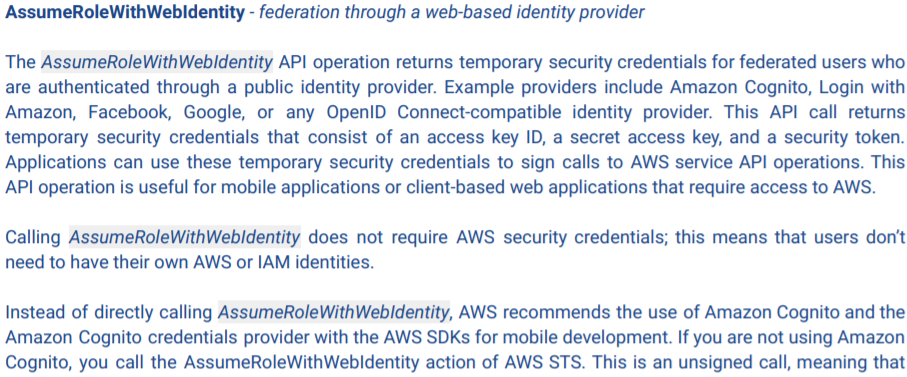 AssumeRoleWithWebIdentity - federation through a web-based identity provider
The AssumeRoleWithWebIdentity API operation returns temporary security credentials for federated users who
are authenticated through a public identity provider. Example providers include Amazon Cognito, Login with
Amazon, Facebook, Google, or any OpenID Connect-compatible identity provider. This API call returns
temporary security credentials that consist of an access key ID, a secret access key, and a security token.
Applications can use these temporary security credentials to sign calls to AWS service API operations. This
API operation is useful for mobile applications or client-based web applications that require access to AWS.
Calling AssumeRoleWithWebIdentity does not require AWS security credentials; this means that users don't
need to have their own AWS or IAM identities.
Instead of directly calling AssumeRoleWithWebIdentity, AWS recommends the use of Amazon Cognito and the
Amazon Cognito credentials provider with the AWS SDKs for mobile development. If you are not using Amazon
Cognito, you call the AssumeRoleWithWebIdentity action of AWS STS. This is an unsigned call, meaning that